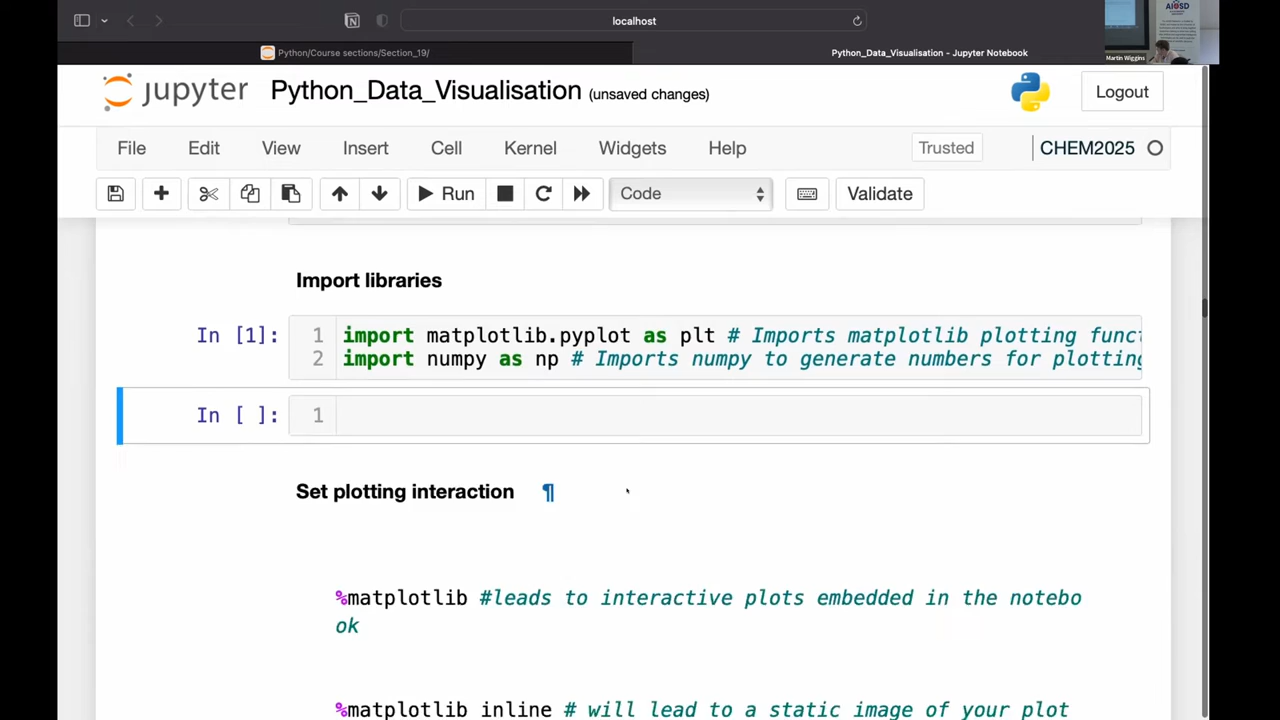 localhost
Python/Course sections/Section_19/
Python_Data_Visualisation - Jupyter Notebook
AI4SD
Martin Wiggins
jupyter
Python_Data_Visualisation (unsaved changes)
Logout
File Edit View Insert Cell Kernel Widgets Help
Trusted
CHEM2025
Run
Code
Validate
Import libraries
In [1]:
1 import matplotlib.pyplot as plt # Imports matplotlib plotting funct
2 import numpy as np # Imports numpy to generate numbers for plotting
In [ ]:
1
Set plotting interaction ¶
%matplotlib #leads to interactive plots embedded in the notebo
ok
%matplotlib inline # will lead to a static image of your plot